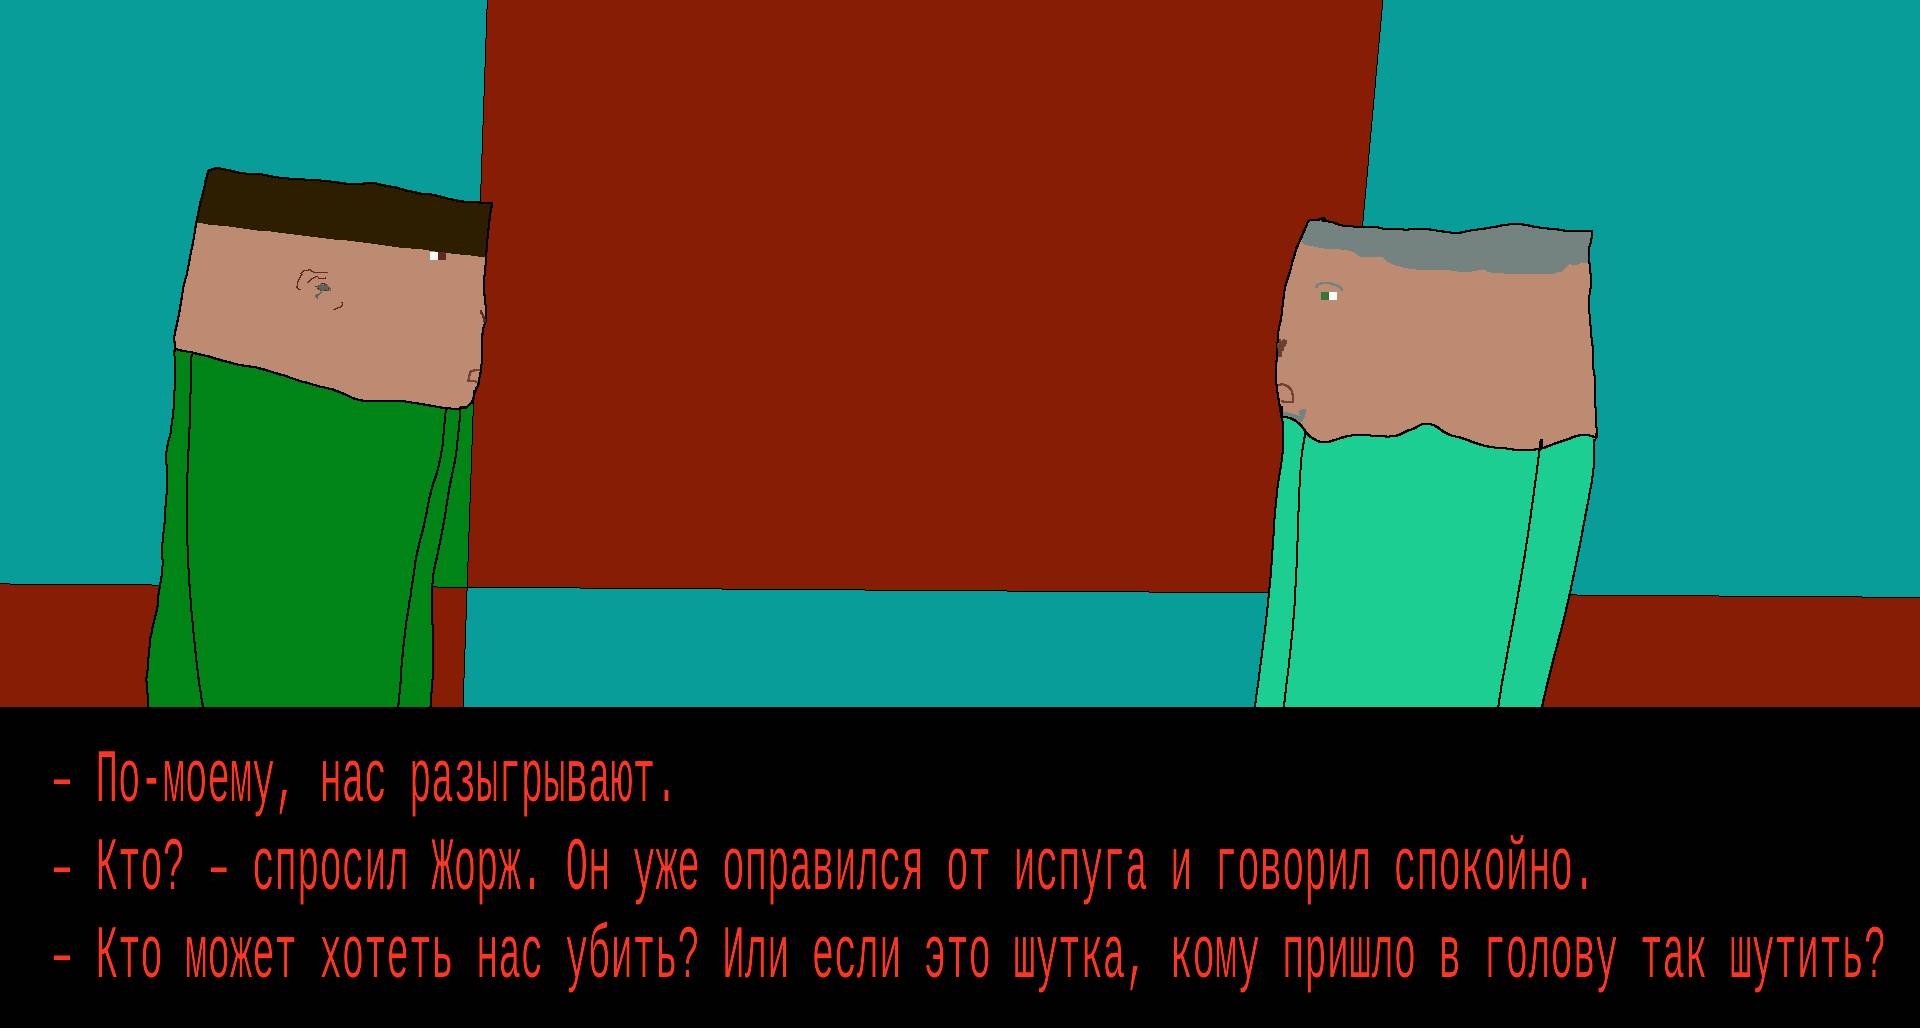 – По-моему, нас разыгрывают.
– Кто? – спросил Жорж. Он уже оправился от испуга и говорил спокойно.
– Кто может хотеть нас убить? Или если это шутка, кому пришло в голову так шутить?